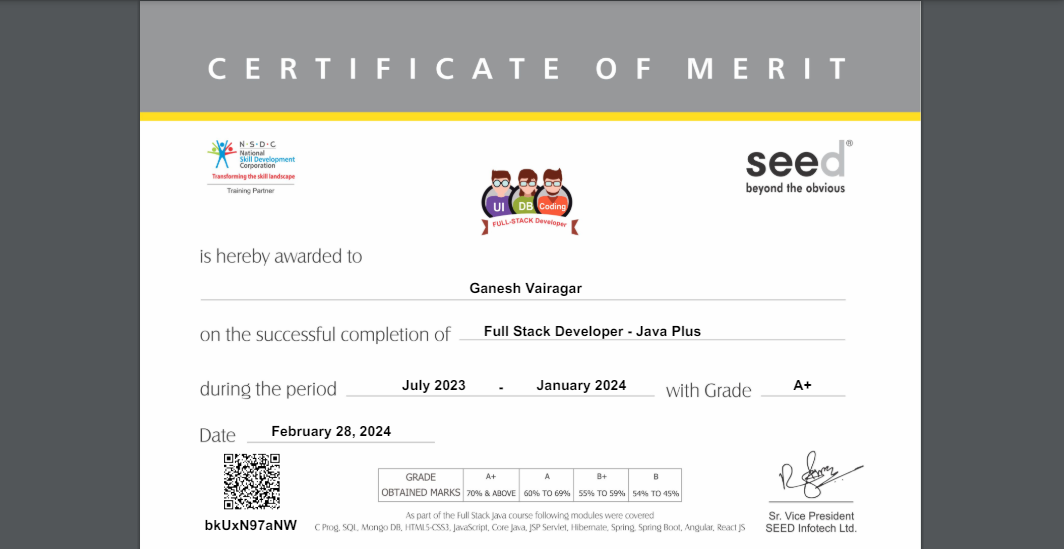 CERTIFICATE OF MERIT
N·S·D·C
National
Skill Development
Corporation
Transforming the skill landscape
Training Partner
seed®
beyond the obvious
UI DB Coding
FULL-STACK Developer
is hereby awarded to
Ganesh Vairagar
on the successful completion of Full Stack Developer - Java Plus
during the period July 2023 - January 2024 with Grade A+
Date February 28, 2024
bkUxN97aNW
GRADE A+ A B+ B
OBTAINED MARKS 70% & ABOVE 60% TO 69% 55% TO 59% 54% TO 45%
As part of the Full Stack Java course following modules were covered
C Prog, SQL, Mongo DB, HTML5-CSS3, JavaScript, Core Java, JSP Servlet, Hibernate, Spring, Spring Boot, Angular, React JS
Sr. Vice President
SEED Infotech Ltd.